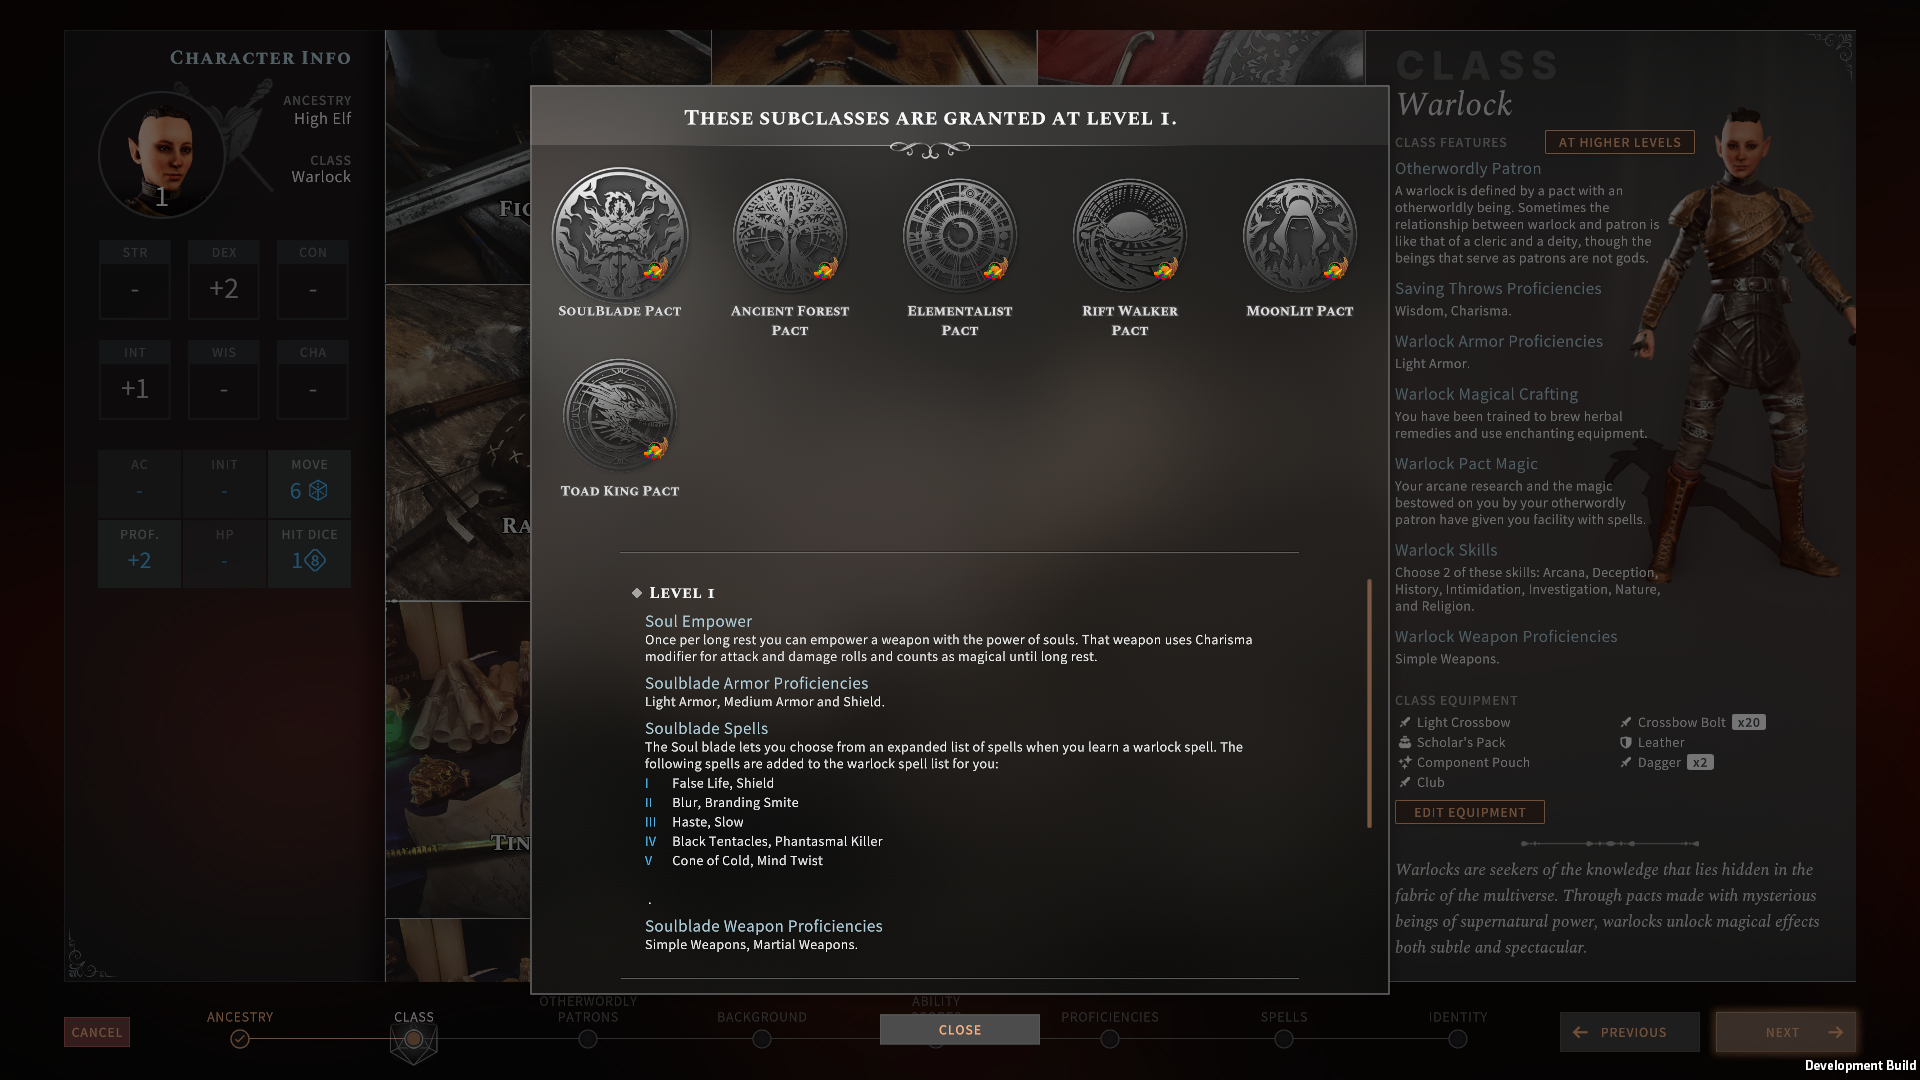 CHARACTER INFO
ANCESTRY
High Elf
CLASS
Warlock
1
STR
DEX
CON
-
+2
-
INT
WIS
CHA
+1
-
-
AC
INIT
MOVE
-
-
6
PROF.
HP
HIT DICE
+2
-
1 8
FIG
RA
TIN
THESE SUBCLASSES ARE GRANTED AT LEVEL 1.
SOULBLADE PACT
ANCIENT FOREST
PACT
ELEMENTALIST
PACT
RIFT WALKER
PACT
MOONLIT PACT
TOAD KING PACT
LEVEL 1
Soul Empower
Once per long rest you can empower a weapon with the power of souls. That weapon uses Charisma
modifier for attack and damage rolls and counts as magical until long rest.
Soulblade Armor Proficiencies
Light Armor, Medium Armor and Shield.
Soulblade Spells
The Soul blade lets you choose from an expanded list of spells when you learn a warlock spell. The
following spells are added to the warlock spell list for you:
I False Life, Shield
II Blur, Branding Smite
III Haste, Slow
IV Black Tentacles, Phantasmal Killer
V Cone of Cold, Mind Twist
.
Soulblade Weapon Proficiencies
Simple Weapons, Martial Weapons.
CLASS
Warlock
CLASS FEATURES
AT HIGHER LEVELS
Otherwordly Patron
A warlock is defined by a pact with an
otherworldly being. Sometimes the
relationship between warlock and patron is
like that of a cleric and a deity, though the
beings that serve as patrons are not gods.
Saving Throws Proficiencies
Wisdom, Charisma.
Warlock Armor Proficiencies
Light Armor.
Warlock Magical Crafting
You have been trained to brew herbal
remedies and use enchanting equipment.
Warlock Pact Magic
Your arcane research and the magic
bestowed on you by your otherwordly
patron have given you facility with spells.
Warlock Skills
Choose 2 of these skills: Arcana, Deception,
History, Intimidation, Investigation, Nature,
and Religion.
Warlock Weapon Proficiencies
Simple Weapons.
CLASS EQUIPMENT
Light Crossbow
Crossbow Bolt x20
Scholar's Pack
Leather
Component Pouch
Dagger x2
Club
EDIT EQUIPMENT
Warlocks are seekers of the knowledge that lies hidden in the
fabric of the multiverse. Through pacts made with mysterious
beings of supernatural power, warlocks unlock magical effects
both subtle and spectacular.
CANCEL
ANCESTRY
CLASS
OTHERWORDLY
PATRONS
BACKGROUND
ABILITY
CLOSE
PROFICIENCIES
SPELLS
IDENTITY
PREVIOUS
NEXT
Development Build